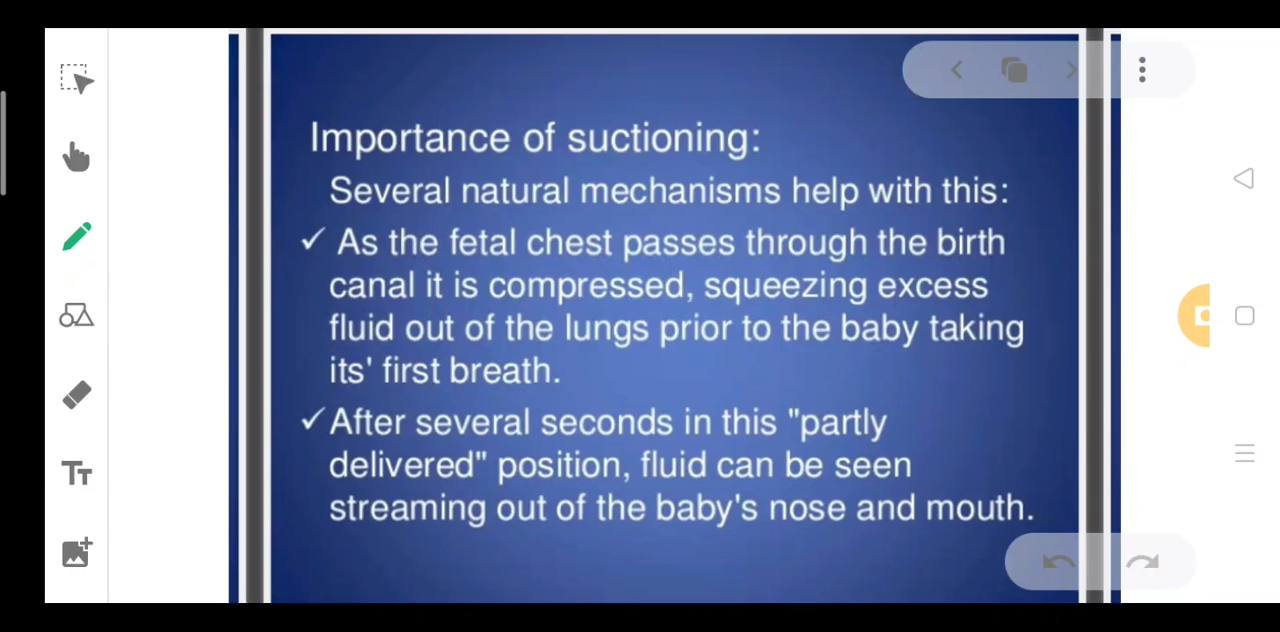 Importance of suctioning:
Several natural mechanisms help with this:
✓ As the fetal chest passes through the birth
canal it is compressed, squeezing excess
fluid out of the lungs prior to the baby taking
its' first breath.
✓ After several seconds in this "partly
delivered" position, fluid can be seen
streaming out of the baby's nose and mouth.
TT